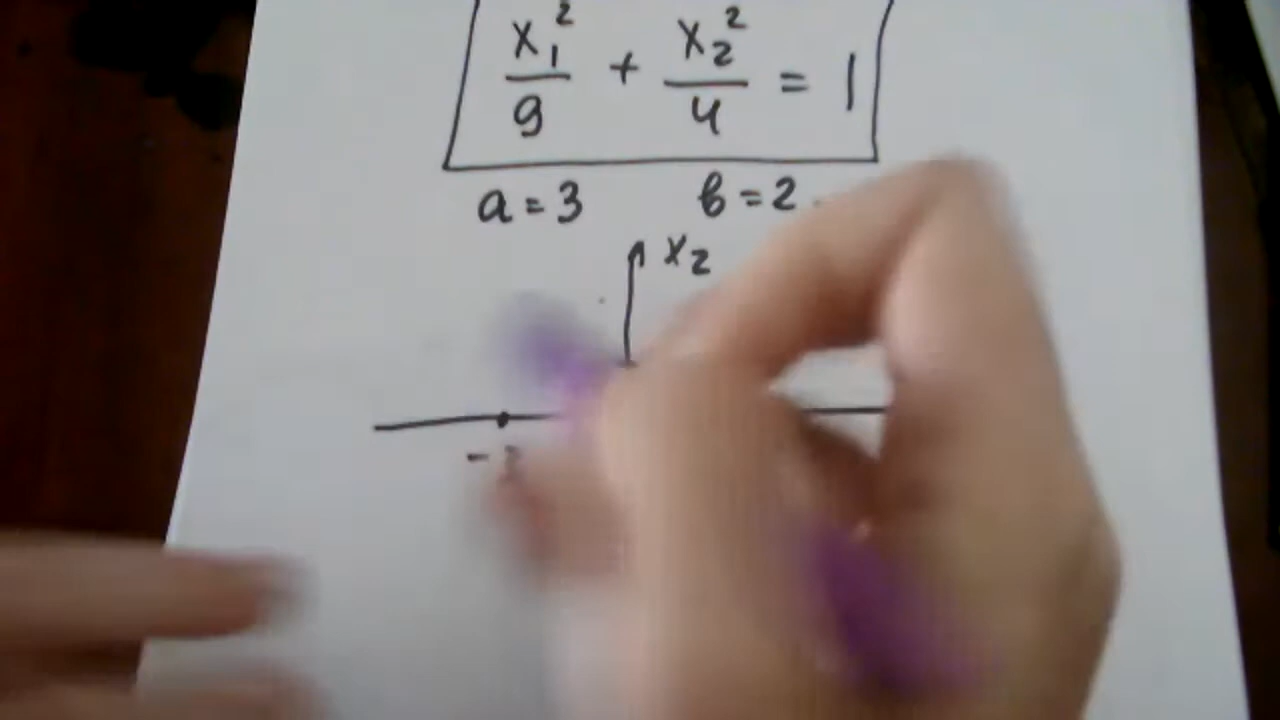 x₁²/9 + x₂²/4 = 1
a = 3 в = 2
x₂